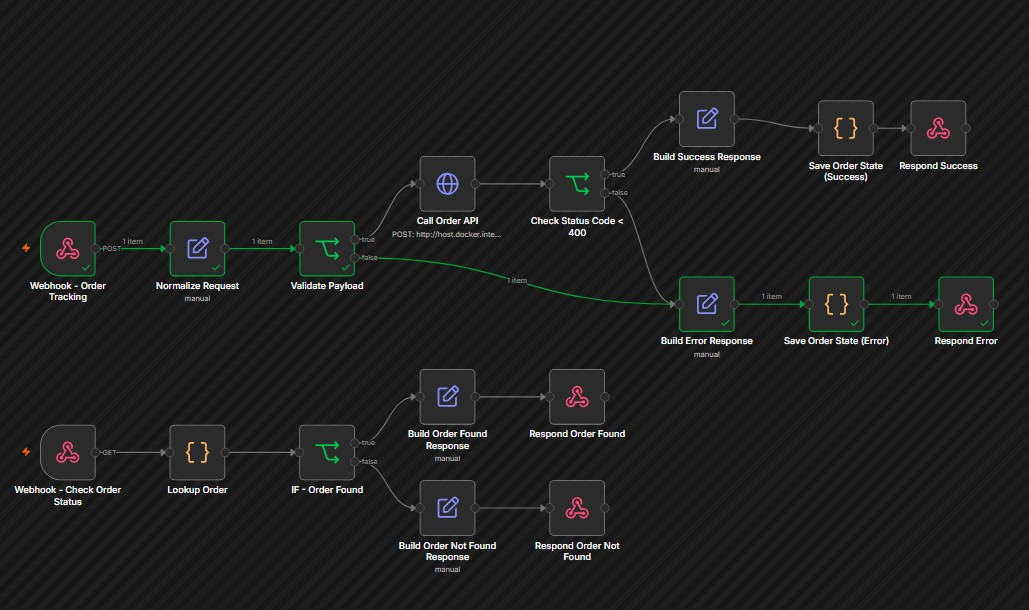 Build Success Response
manual
Save Order State
(Success)
Respond Success
true
false
Call Order API
POST: http://host.docker.inte...
Check Status Code <
400
POST
1 item
1 item
true
false
Webhook - Order
Tracking
Normalize Request
manual
Validate Payload
1 item
1 item
1 item
Build Error Response
manual
Save Order State (Error)
Respond Error
Build Order Found
Response
manual
Respond Order Found
GET
true
false
Webhook - Check Order
Status
Lookup Order
IF - Order Found
Build Order Not Found
Response
manual
Respond Order Not
Found